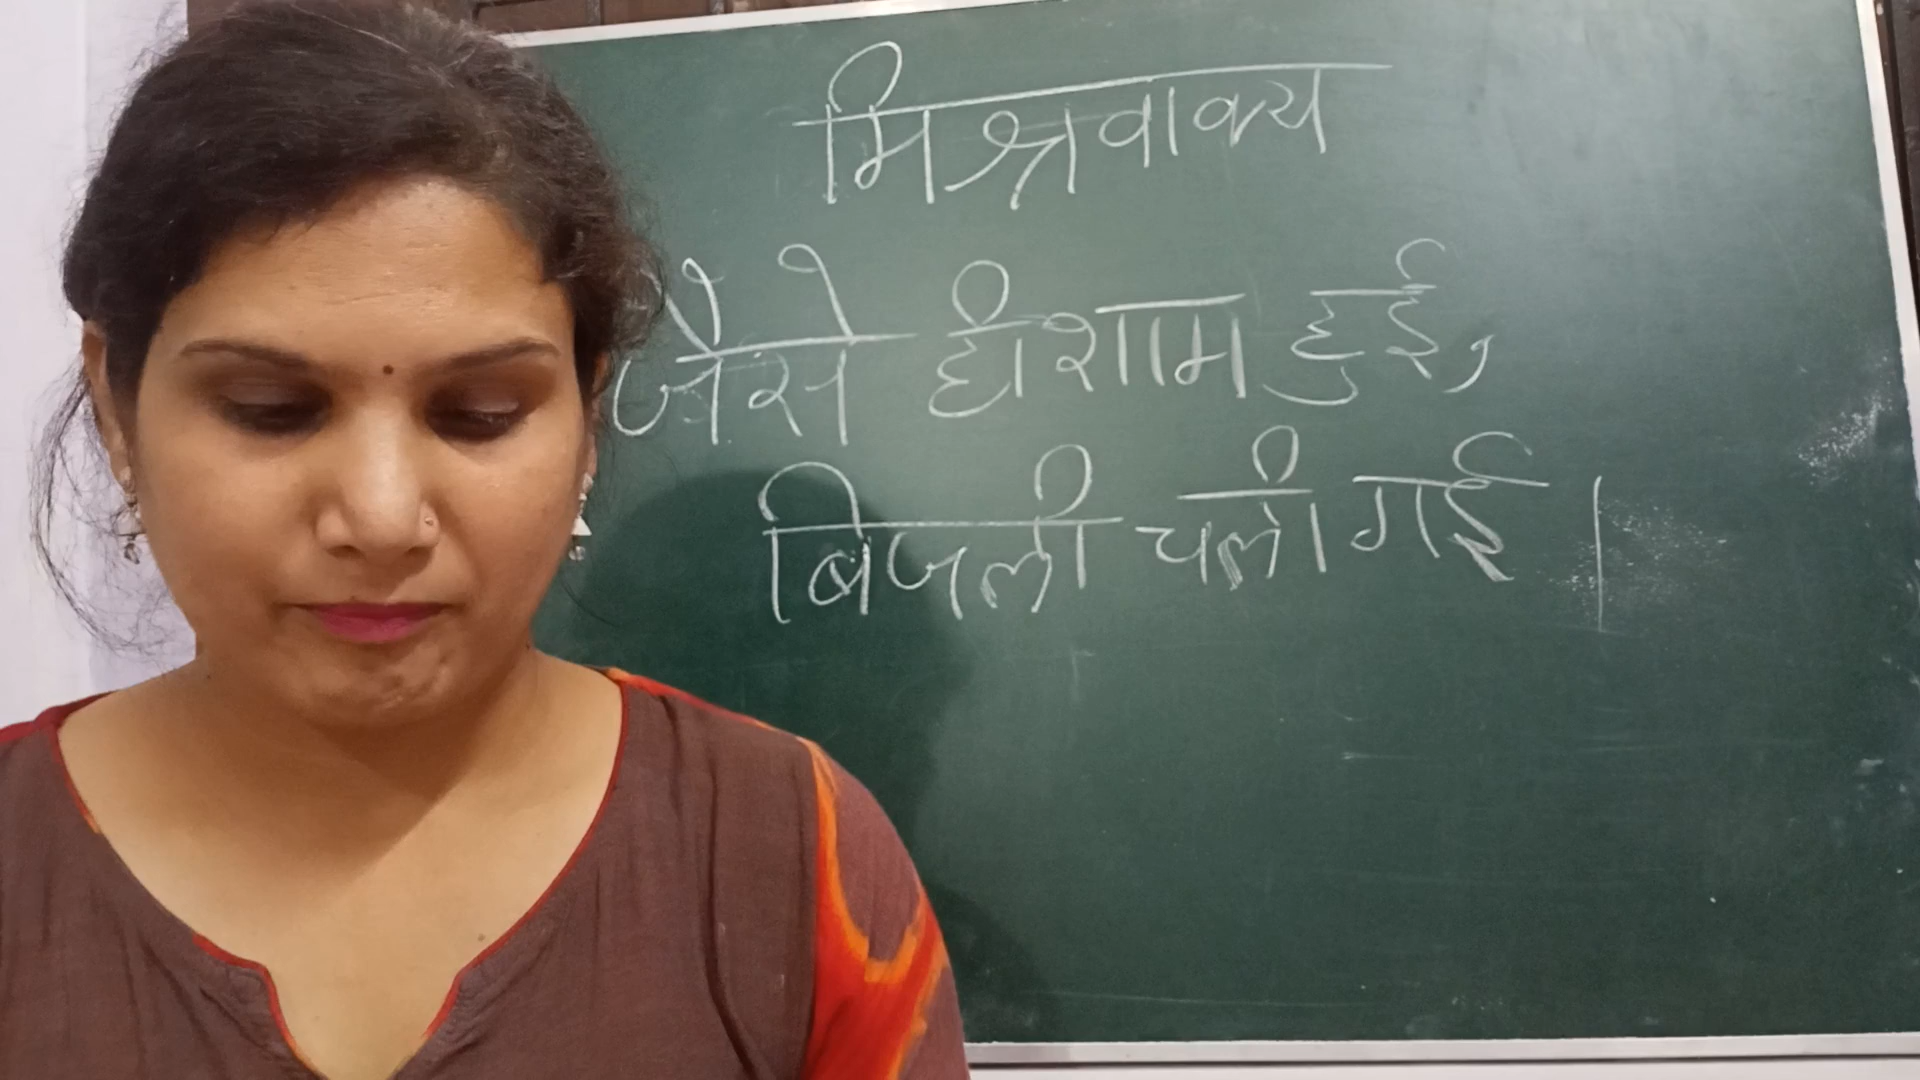 मिश्रवाक्य
जैसे ही शाम हुई,
बिजली चली गई ।